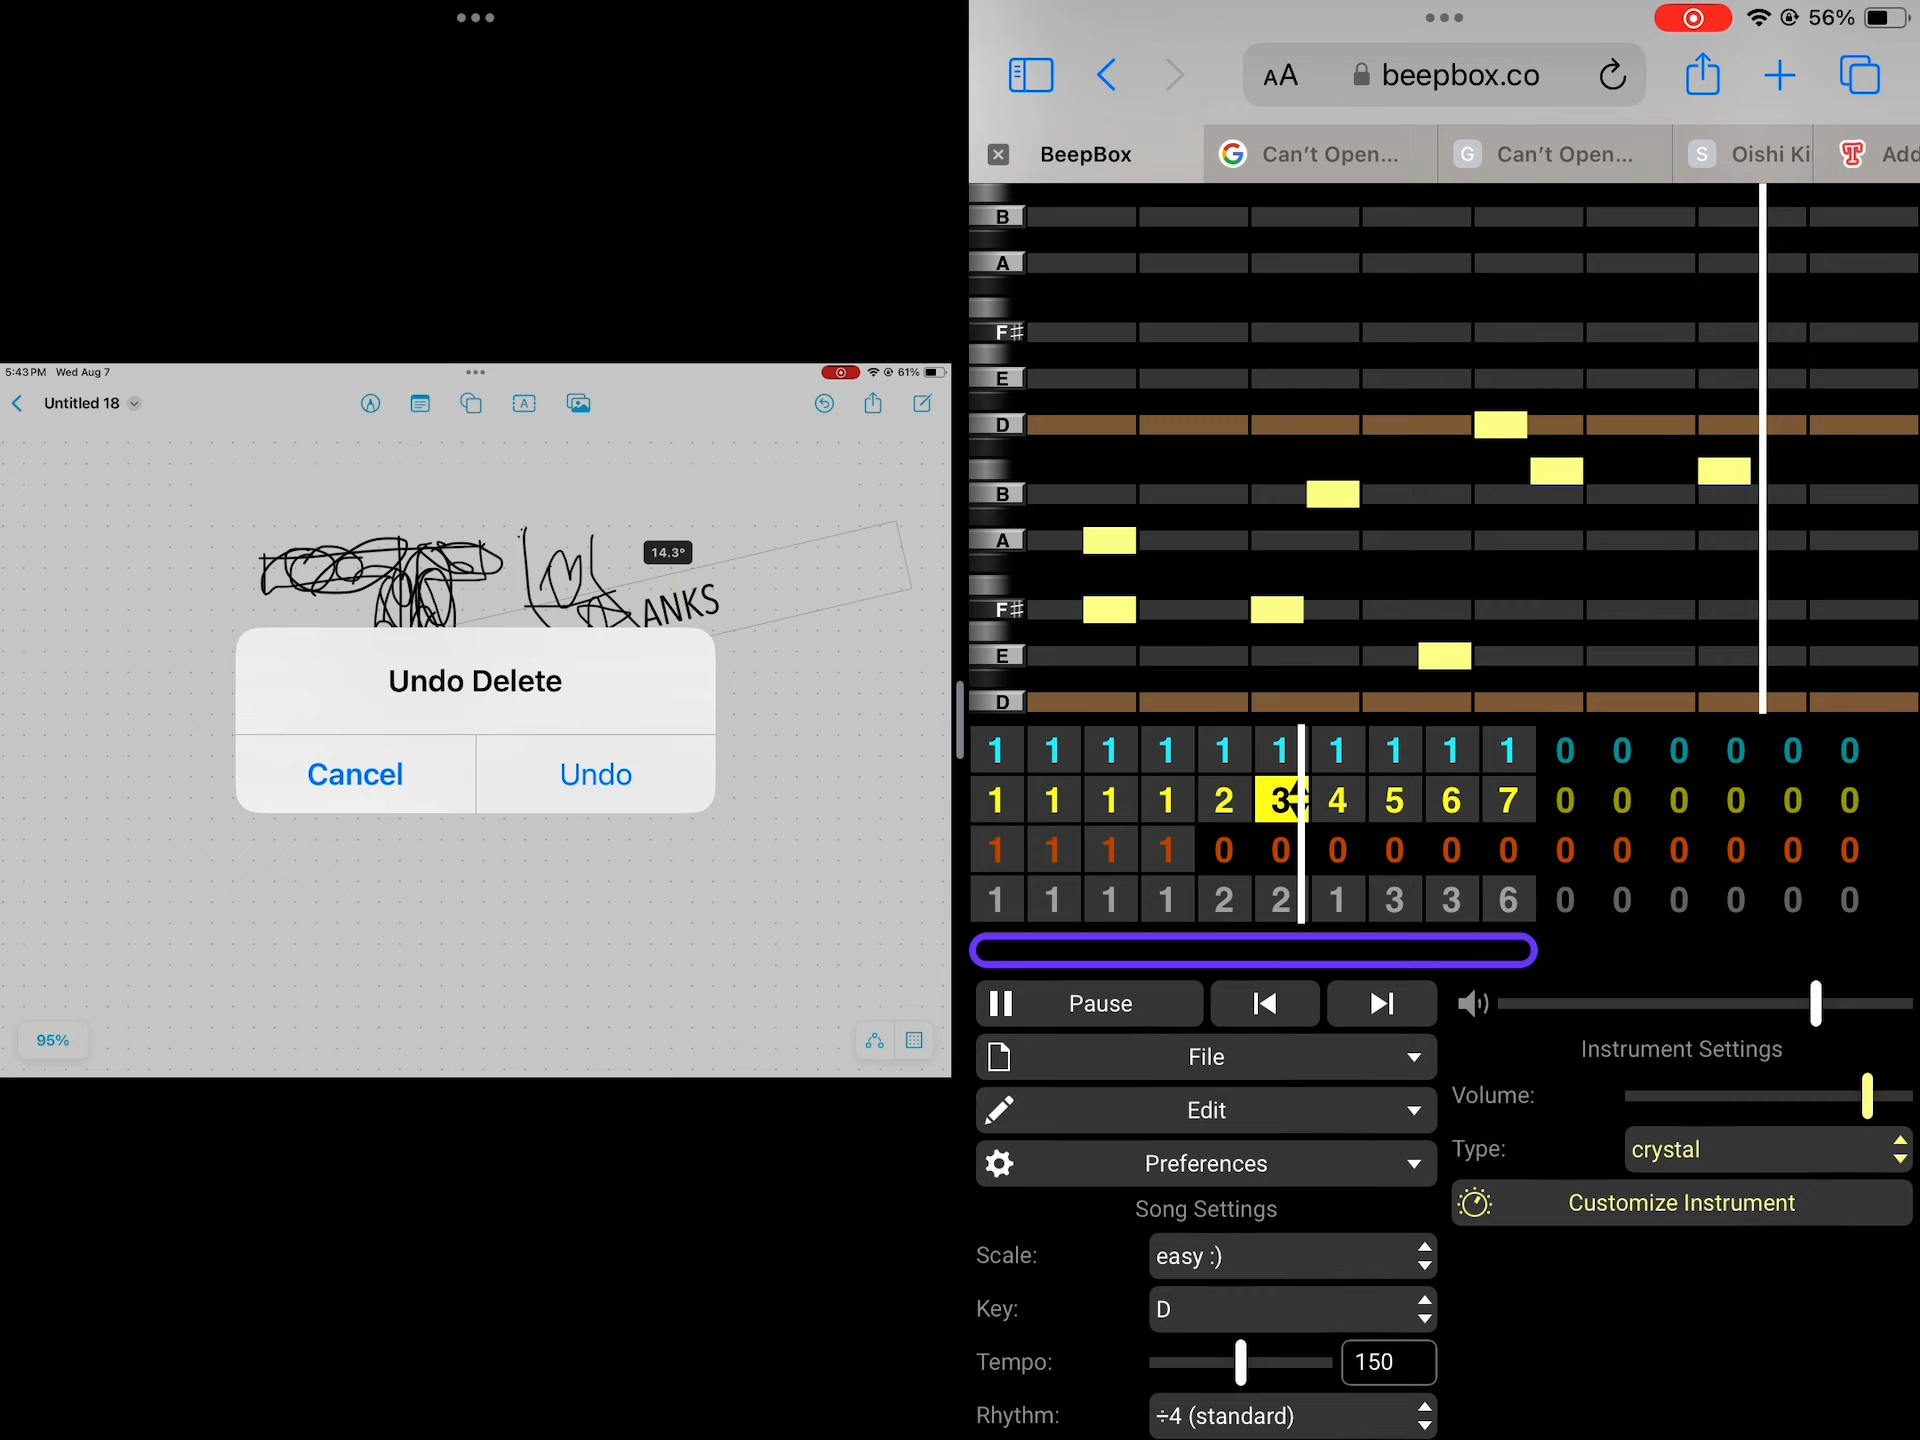 56%
AA beepbox.co
BeepBox
Can't Open...
G Can't Open...
S Oishi Ki
T Add
5:43 PM Wed Aug 7
61%
Untitled 18
A
14.3°
ANKS
Undo Delete
Cancel
Undo
95%
B
A
F#
E
D
B
A
F#
E
D
1 1 1 1 1 1 1 1 1 1 0 0 0 0 0 0
1 1 1 1 2 3 4 5 6 7 0 0 0 0 0 0
1 1 1 1 0 0 0 0 0 0 0 0 0 0 0 0
1 1 1 1 2 2 1 3 3 6 0 0 0 0 0 0
Pause
File
Edit
Preferences
Song Settings
Scale: easy :)
Key: D
Tempo: 150
Rhythm: ÷4 (standard)
Instrument Settings
Volume:
Type: crystal
Customize Instrument